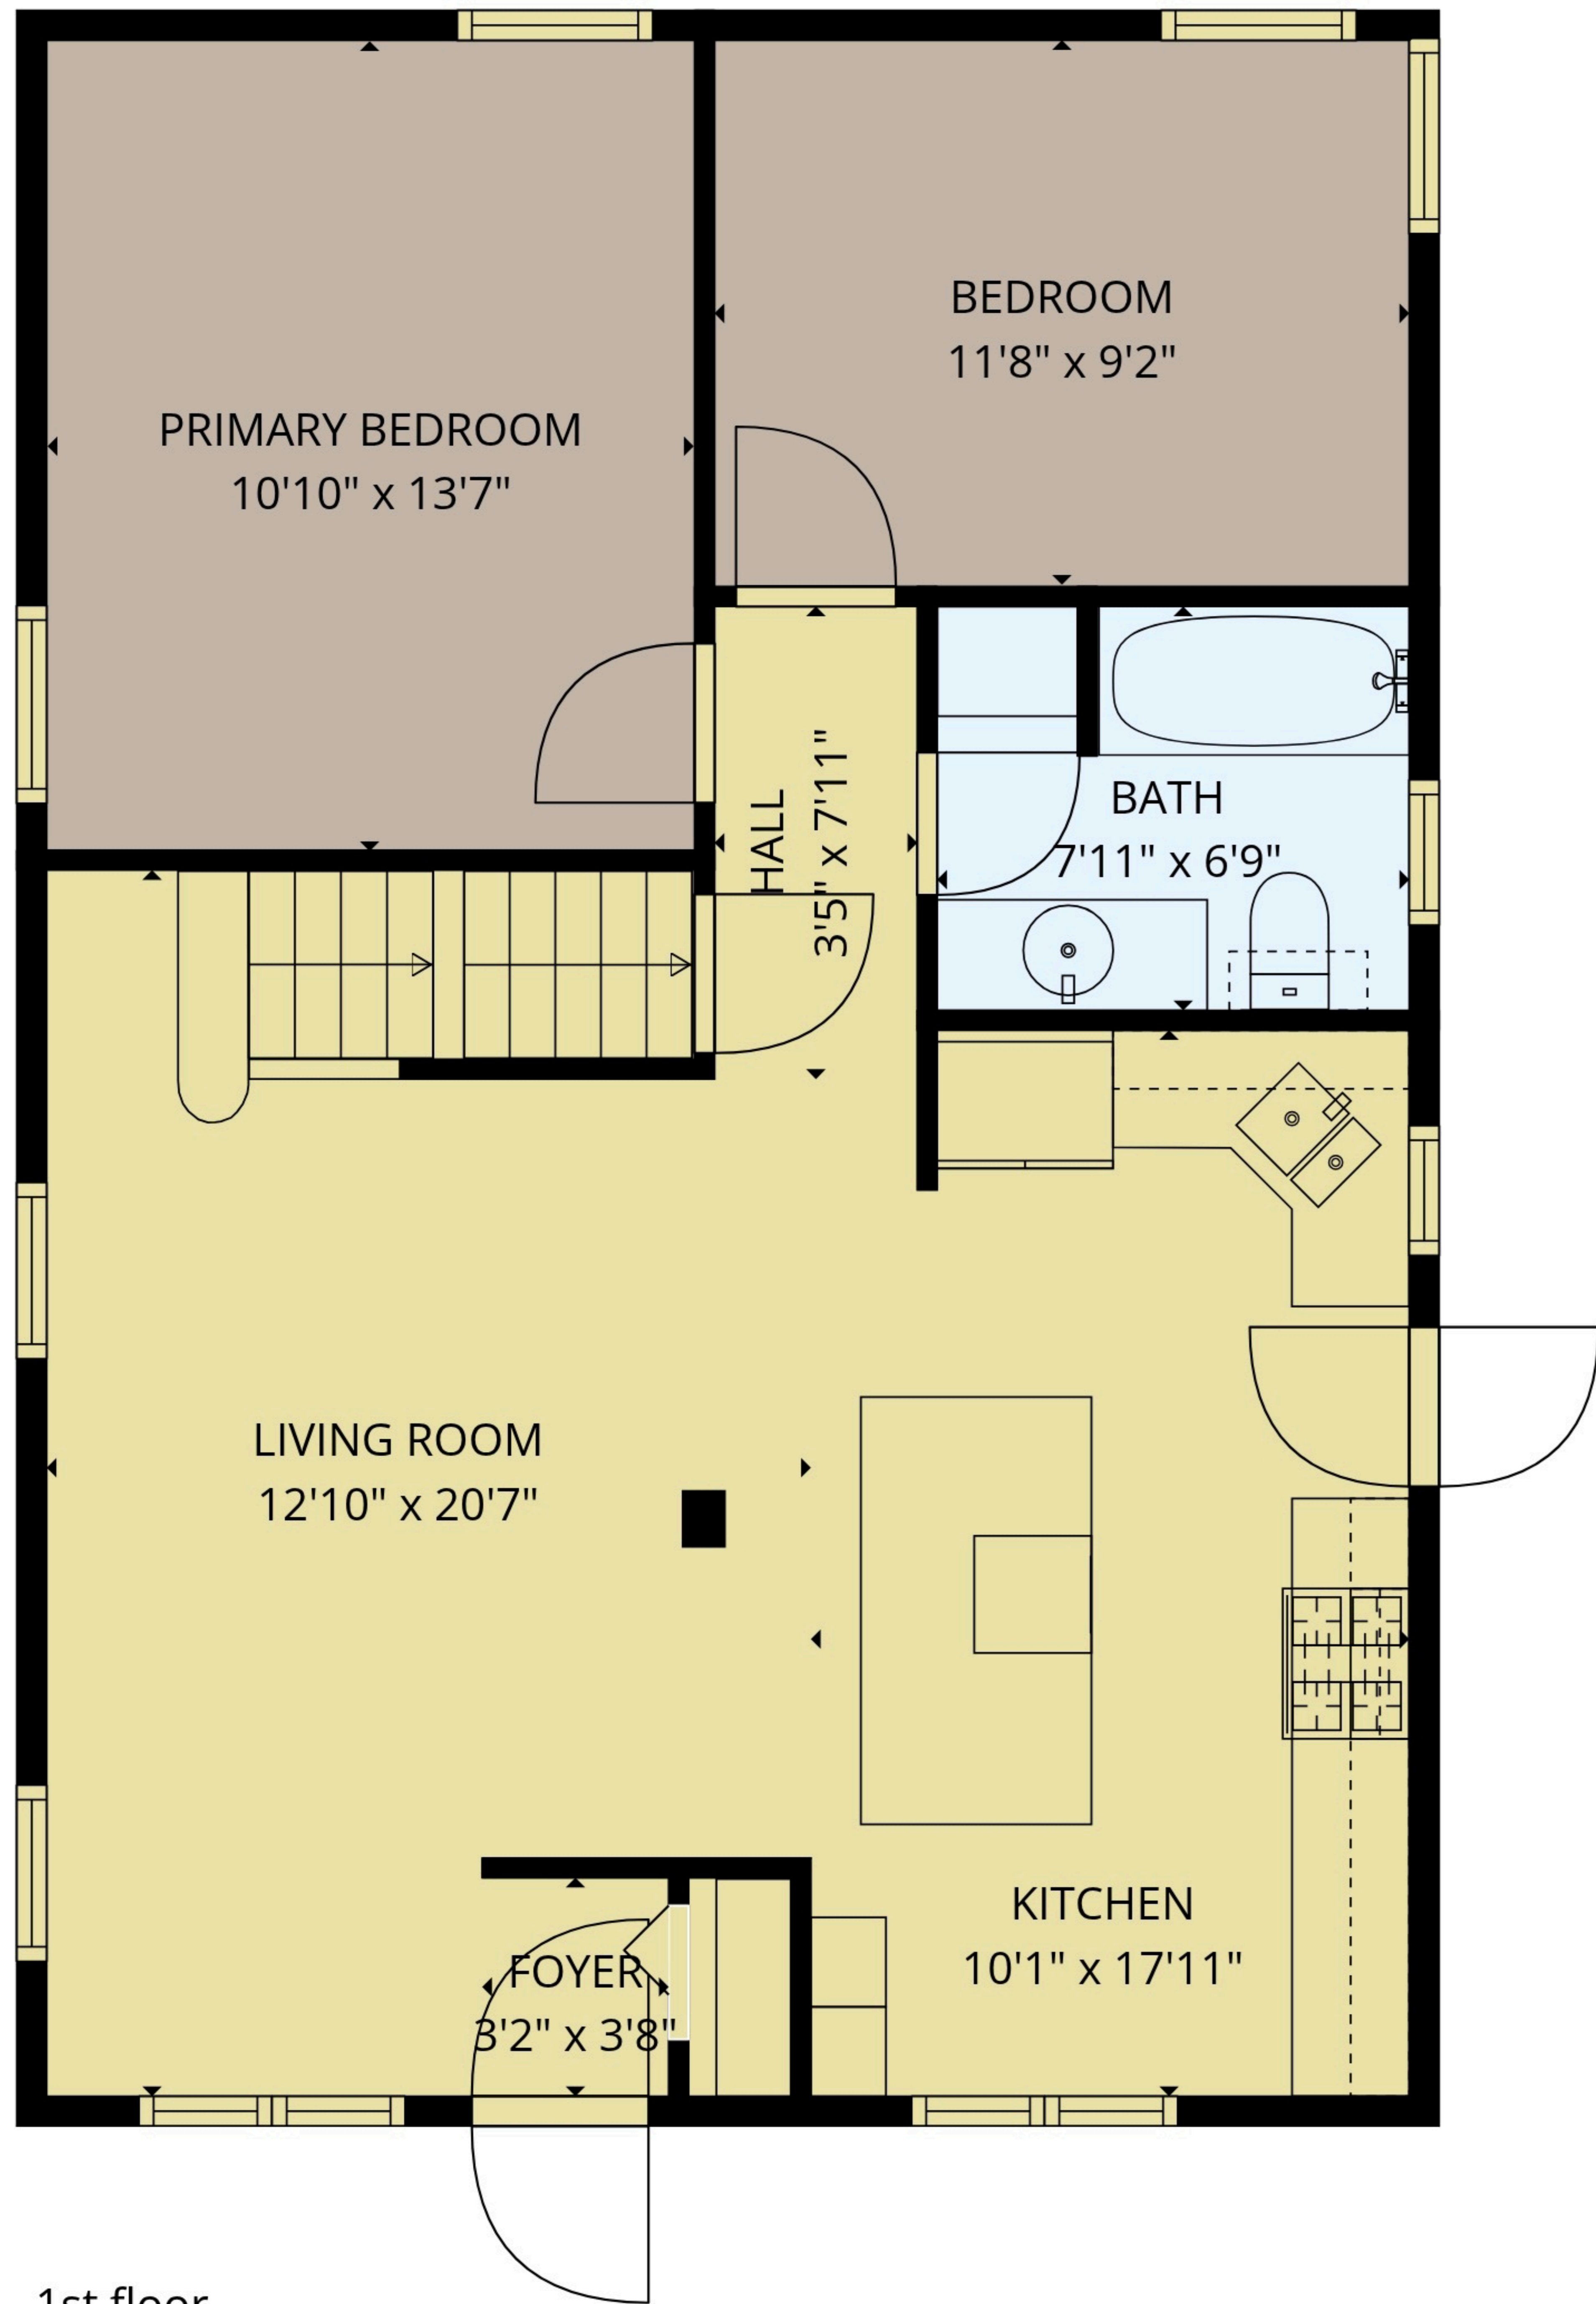 BEDROOM
11'8" x 9'2"
PRIMARY BEDROOM
10'10" x 13'7"
HALL
3'5" x 7'11"
BATH
7'11" x 6'9"
LIVING ROOM
12'10" x 20'7"
KITCHEN
10'1" x 17'11"
FOYER
3'2" x 3'8"
1st floor